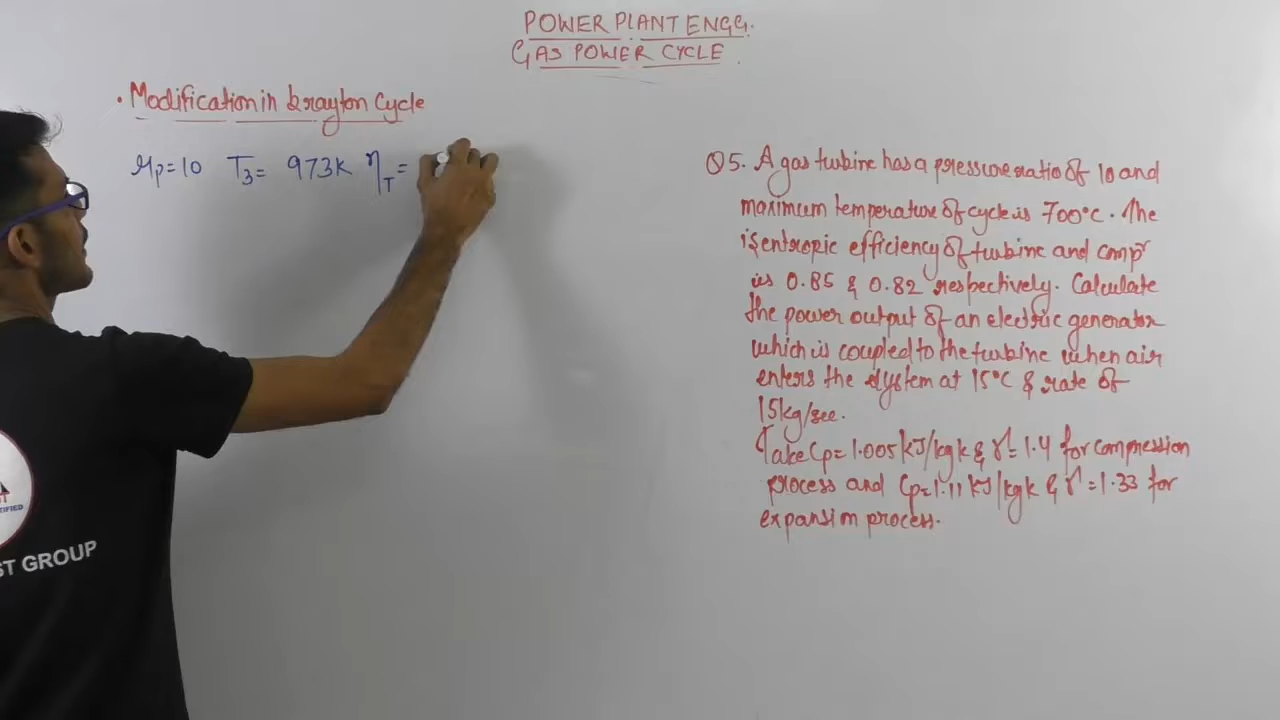 POWER PLANT ENGG.
GAS POWER CYCLE
• Modification in brayton Cycle
rp=10 T3= 973k ηT=
Q5. A gas turbine has a pressure ratio of 10 and
maximum temperature of cycle is 700°C. The
isentropic efficiency of turbine and compr
is 0.85 & 0.82 respectively. Calculate
the power output of an electric generator
which is coupled to the turbine when air
enters the system at 15°C & rate of
15kg/sec.
Take Cp= 1.005 kJ/kgk & γ= 1.4 for compression
process and Cp=1.11 kJ/kgk & γ=1.33 for
expansion process.
ST GROUP